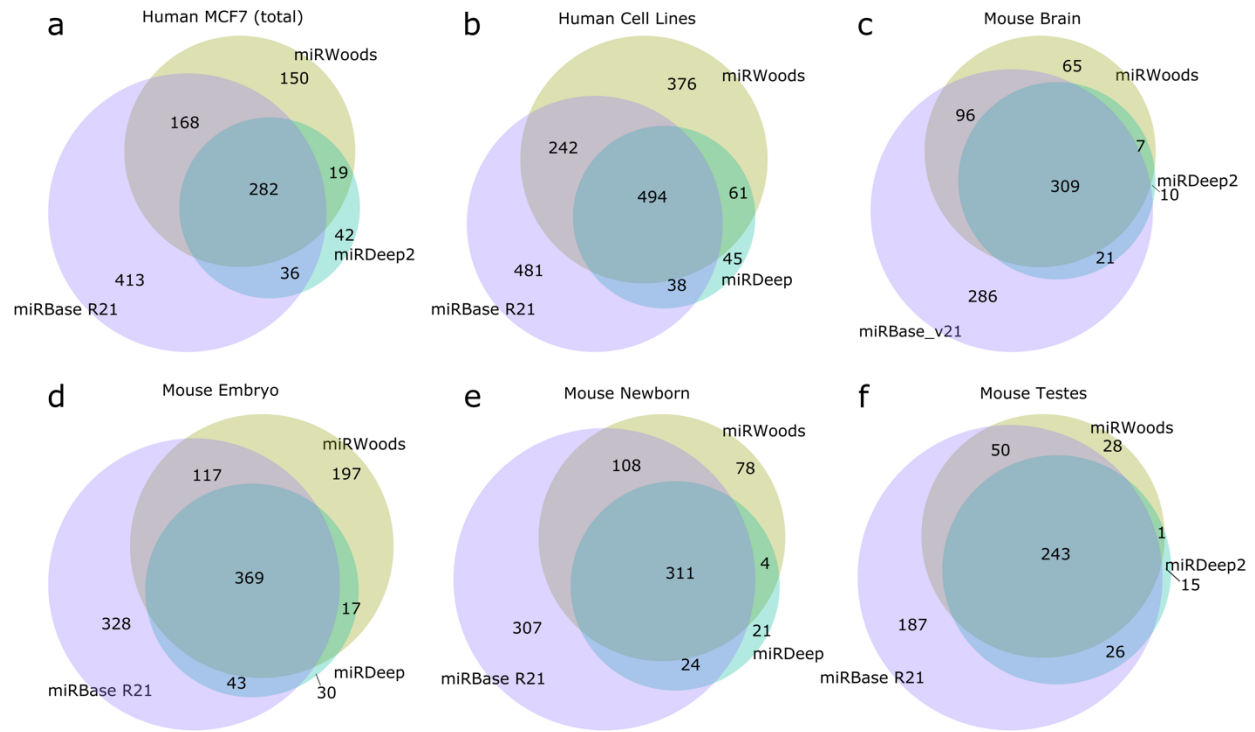 a
Human MCF7 (total)
miRWoods
150
168
19
282
42
miRDeep2
36
413
miRBase R21
b
Human Cell Lines
miRWoods
376
242
61
494
45
miRDeep
38
481
miRBase R21
c
Mouse Brain
65
miRWoods
96
7
miRDeep2
10
309
21
286
miRBase_v21
d
Mouse Embryo
miRWoods
197
117
369
17
328
miRDeep
30
43
miRBase R21
e
Mouse Newborn
miRWoods
78
108
4
311
21
miRDeep
307
24
miRBase R21
f
Mouse Testes
miRWoods
28
50
1
243
miRDeep2
15
187
26
miRBase R21